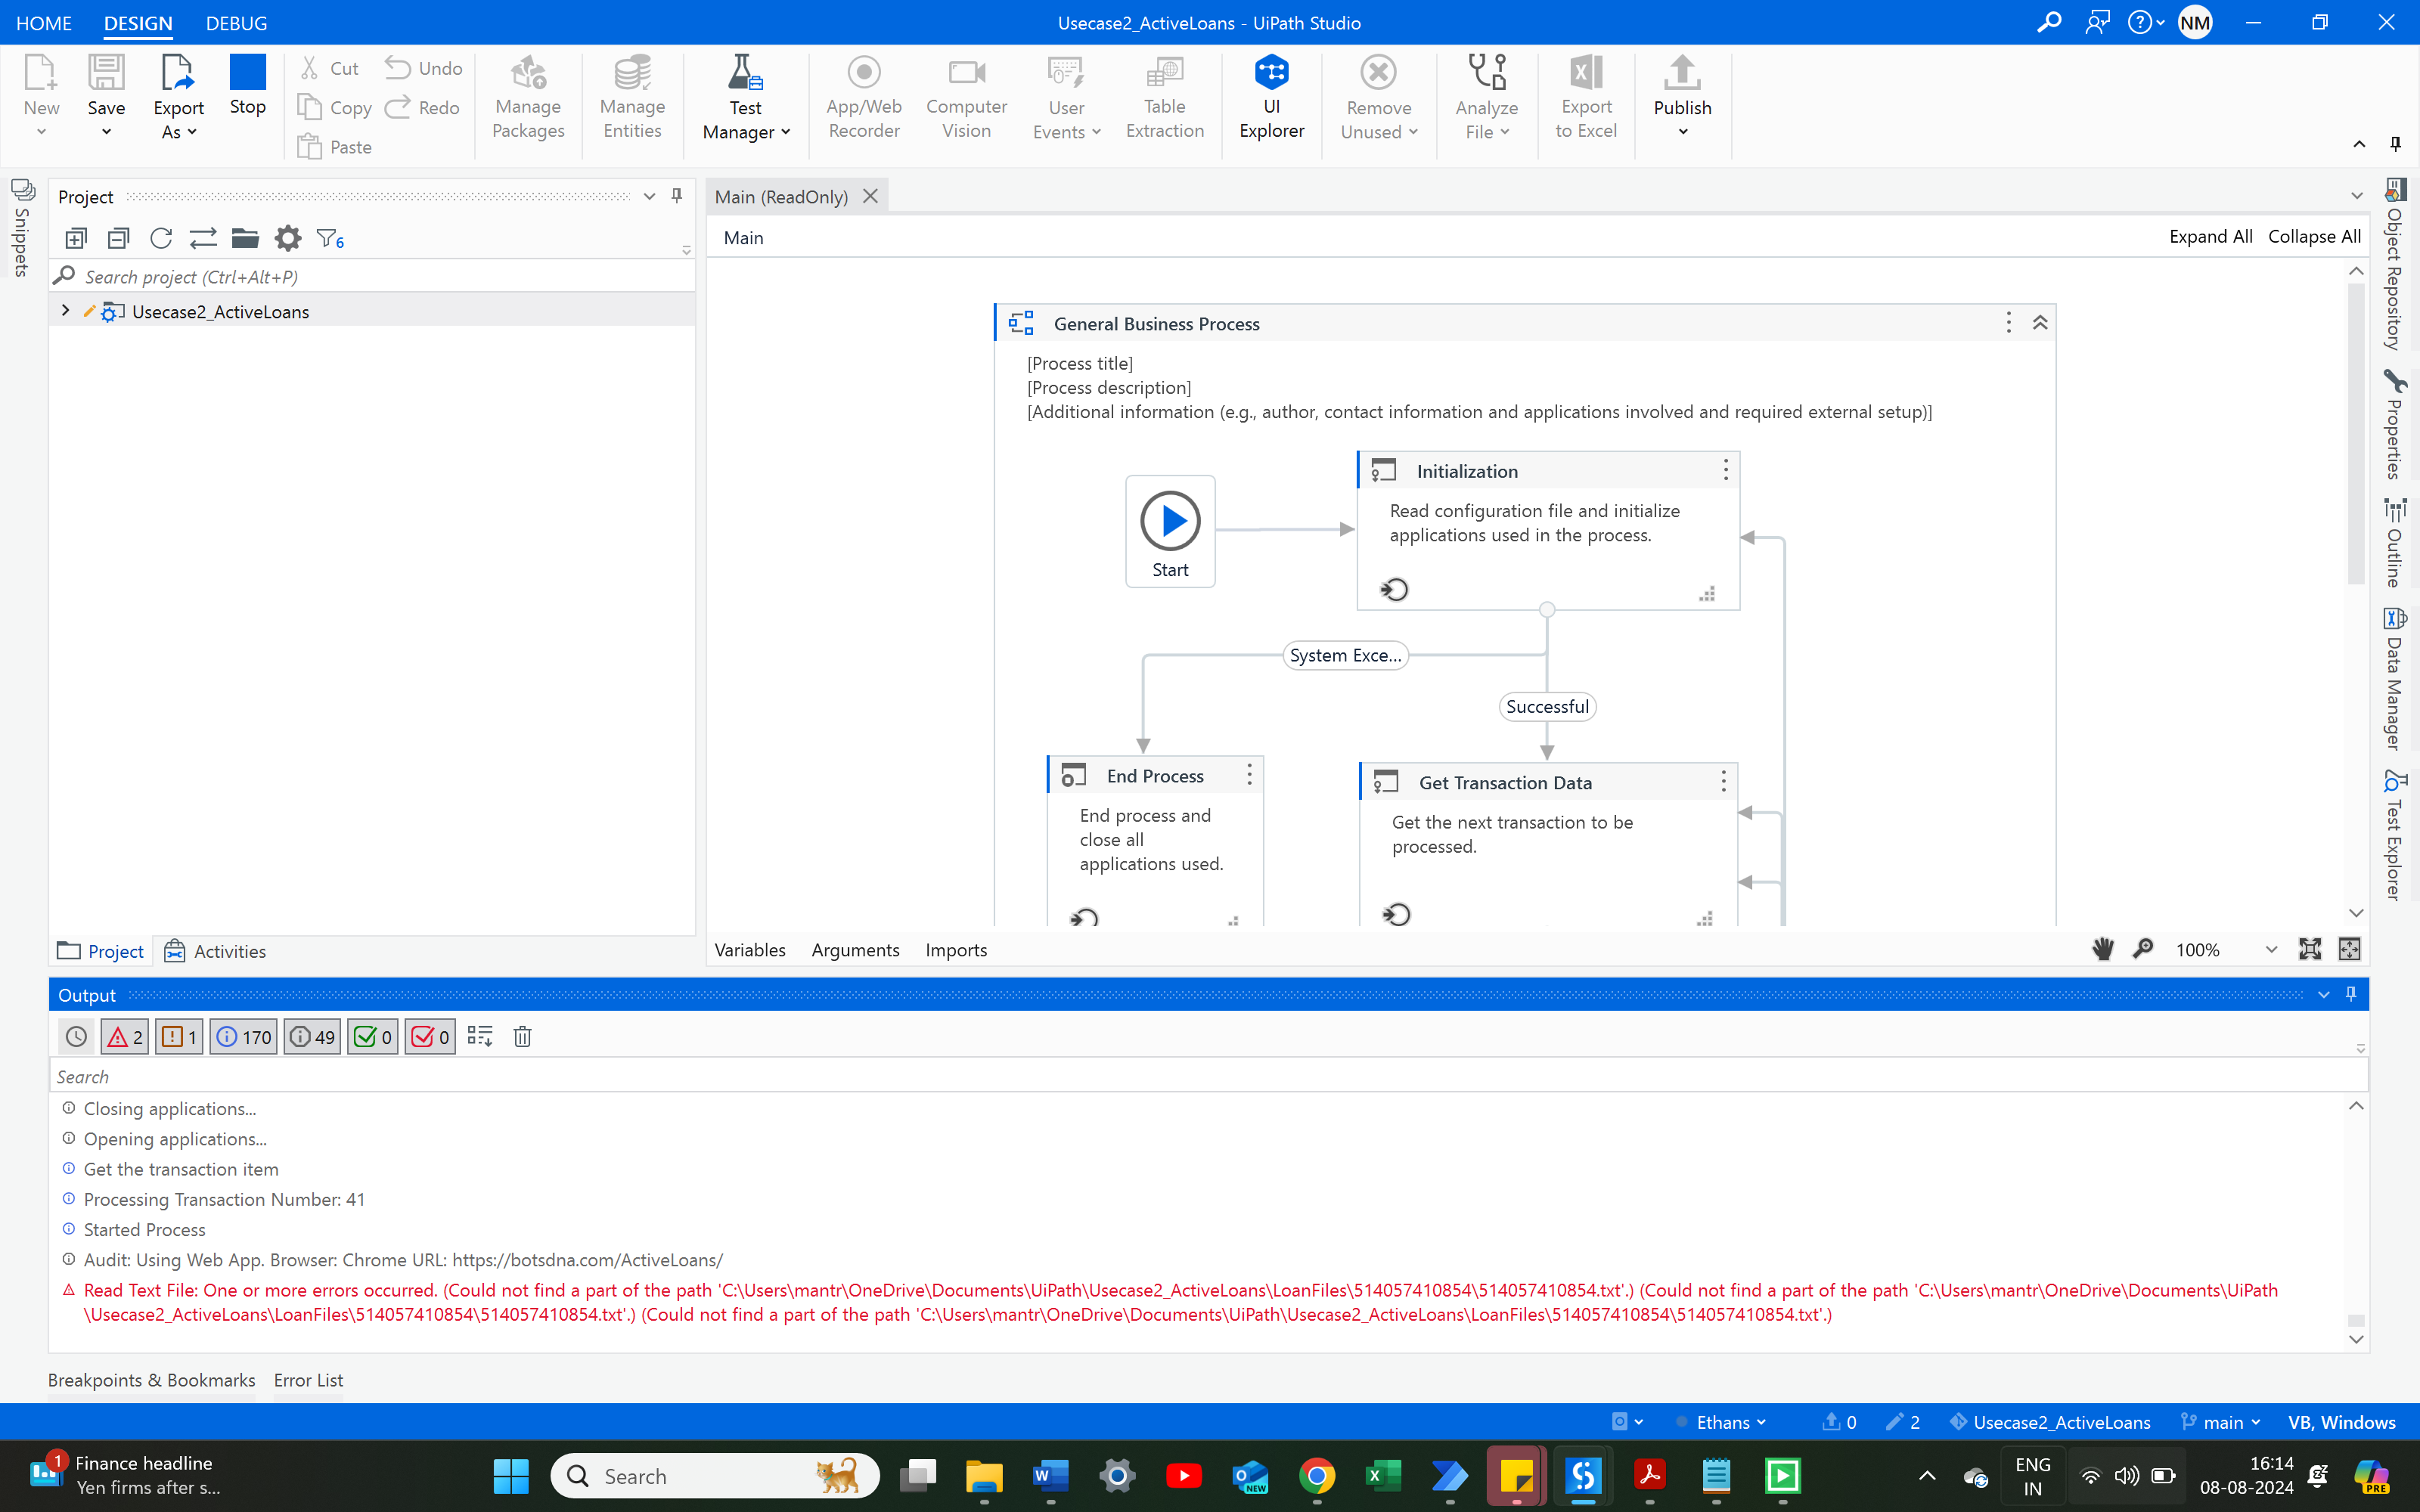 HOME DESIGN DEBUG Usecase2_ActiveLoans - UiPath Studio NM
New Save Export As Stop Cut Copy Paste Undo Redo Manage Packages Manage Entities Test Manager App/Web Recorder Computer Vision User Events Table Extraction UI Explorer Remove Unused Analyze File Export to Excel Publish
Snippets
Project
6
Search project (Ctrl+Alt+P)
Usecase2_ActiveLoans
Project Activities
Main (ReadOnly)
Main Expand All Collapse All
General Business Process
[Process title]
[Process description]
[Additional information (e.g., author, contact information and applications involved and required external setup)]
Start
Initialization
Read configuration file and initialize
applications used in the process.
System Exce...
Successful
End Process
End process and
close all
applications used.
Get Transaction Data
Get the next transaction to be
processed.
Variables Arguments Imports 100%
Object Repository
Properties
Outline
Data Manager
Test Explorer
Output
2 1 170 49 0 0
Search
Closing applications...
Opening applications...
Get the transaction item
Processing Transaction Number: 41
Started Process
Audit: Using Web App. Browser: Chrome URL: https://botsdna.com/ActiveLoans/
Read Text File: One or more errors occurred. (Could not find a part of the path 'C:\Users\mantr\OneDrive\Documents\UiPath\Usecase2_ActiveLoans\LoanFiles\514057410854\514057410854.txt'.) (Could not find a part of the path 'C:\Users\mantr\OneDrive\Documents\UiPath
\Usecase2_ActiveLoans\LoanFiles\514057410854\514057410854.txt'.) (Could not find a part of the path 'C:\Users\mantr\OneDrive\Documents\UiPath\Usecase2_ActiveLoans\LoanFiles\514057410854\514057410854.txt'.)
Breakpoints & Bookmarks Error List
Ethans 0 2 Usecase2_ActiveLoans main VB, Windows
1 Finance headline
Yen firms after s...
Search
NEW
ENG
IN
16:14
08-08-2024
PRE